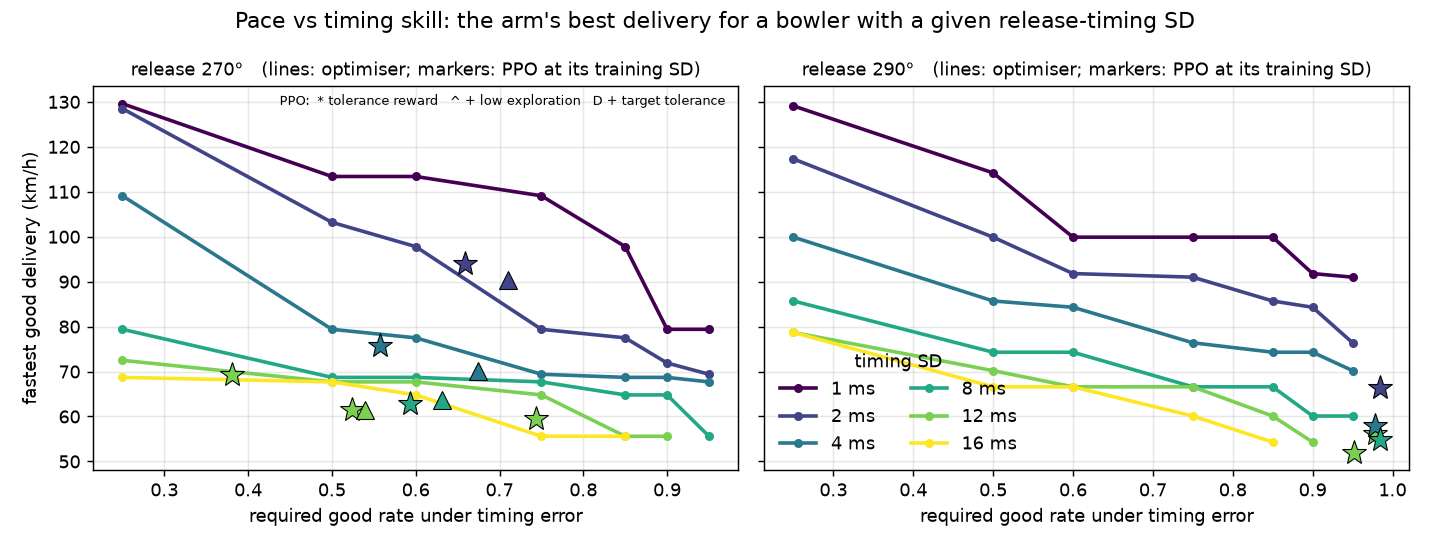 Pace vs timing skill: the arm's best delivery for a bowler with a given release-timing SD
release 270° (lines: optimiser; markers: PPO at its training SD)
PPO: * tolerance reward ^ + low exploration D + target tolerance
fastest good delivery (km/h)
130
120
110
100
90
80
70
60
50
0.3 0.4 0.5 0.6 0.7 0.8 0.9
required good rate under timing error
release 290° (lines: optimiser; markers: PPO at its training SD)
timing SD
1 ms 8 ms
2 ms 12 ms
4 ms 16 ms
0.3 0.4 0.5 0.6 0.7 0.8 0.9 1.0
required good rate under timing error